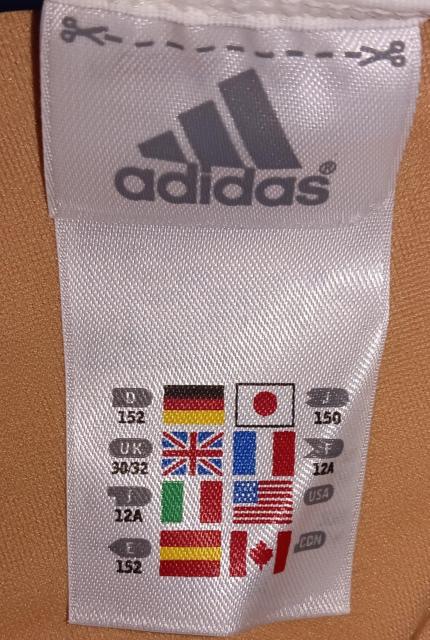 adidas®
D J
152 150
UK F
30/32 12A
I USA
12A
E CDN
152